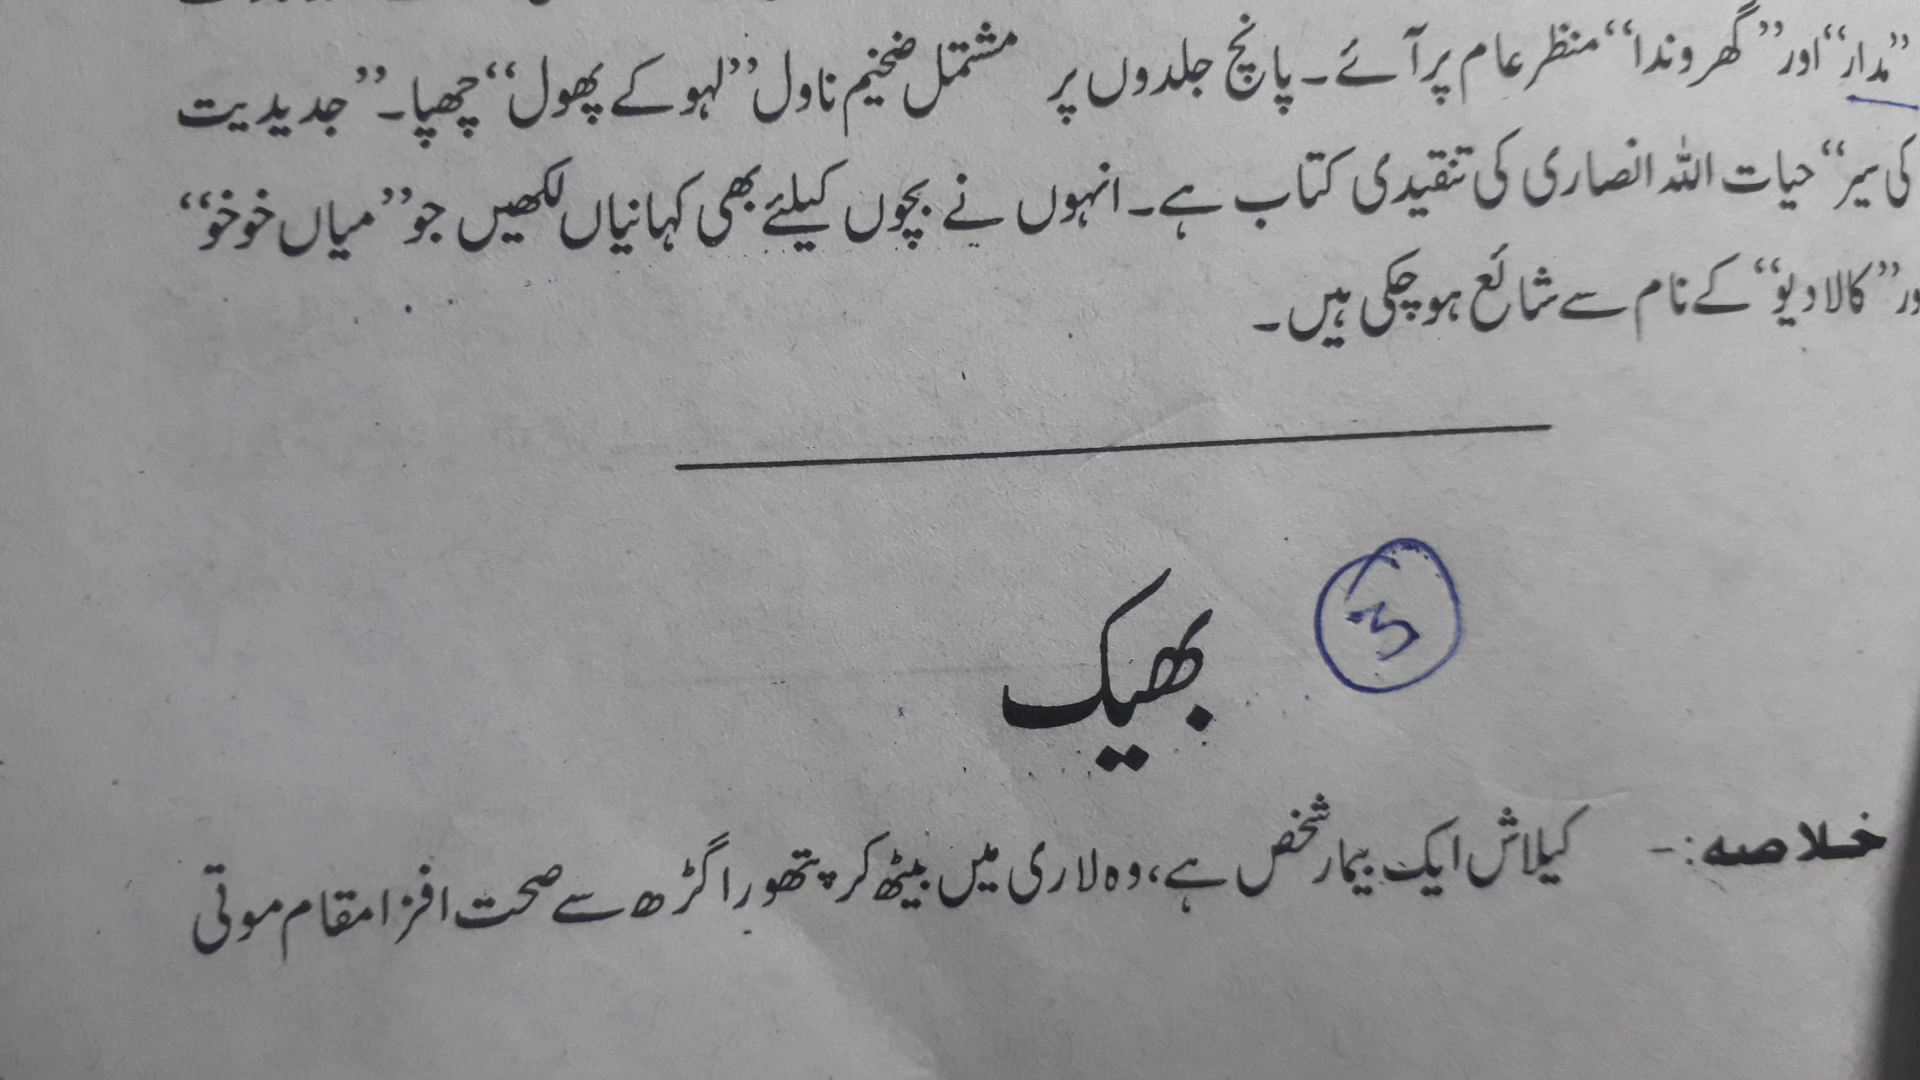 ”مدار“ اور ”گھروندا“ منظر عام پر آئے۔ پانچ جلدوں پر مشتمل ضخیم ناول ”لہو کے پھول“ چھپا۔ ”جدیدیت
کی سیر“ حیات اللہ انصاری کی تنقیدی کتاب ہے۔ انہوں نے بچوں کیلئے بھی کہانیاں لکھیں جو ”میاں خوخو“
ور ”کالا دیو“ کے نام سے شائع ہو چکی ہیں۔
3
بھیک
خلاصہ:- کیلاش ایک بیمار شخص ہے، وہ لاری میں بیٹھ کر پتھورا گڑھ سے صحت افزا مقام موتی